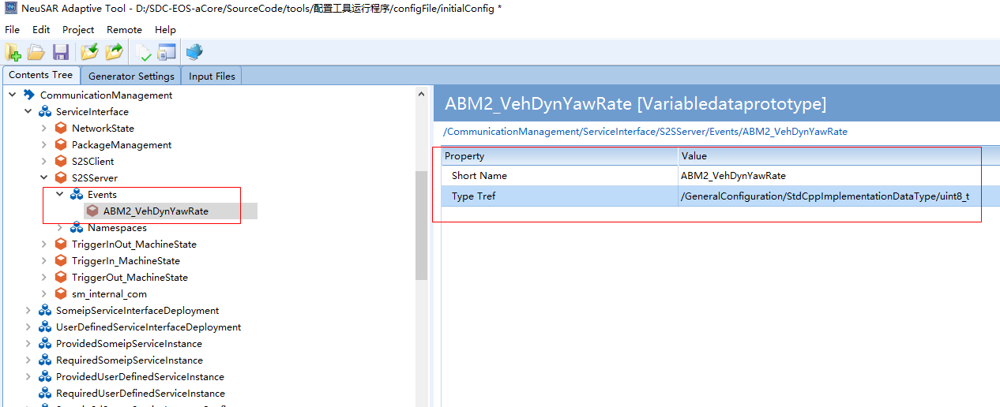 NeuSAR Adaptive Tool - D:/SDC-EOS-aCore/SourceCode/tools/配置工具运行程序/configFile/initialConfig *
File Edit Project Remote Help
Contents Tree Generator Settings Input Files
CommunicationManagement
ServiceInterface
NetworkState
PackageManagement
S2SClient
S2SServer
Events
ABM2_VehDynYawRate
Namespaces
TriggerInOut_MachineState
TriggerIn_MachineState
TriggerOut_MachineState
sm_internal_com
SomeipServiceInterfaceDeployment
UserDefinedServiceInterfaceDeployment
ProvidedSomeipServiceInstance
RequiredSomeipServiceInstance
ProvidedUserDefinedServiceInstance
RequiredUserDefinedServiceInstance
ABM2_VehDynYawRate [Variabledataprototype]
/CommunicationManagement/ServiceInterface/S2SServer/Events/ABM2_VehDynYawRate
Property Value
Short Name ABM2_VehDynYawRate
Type Tref /GeneralConfiguration/StdCppImplementationDataType/uint8_t